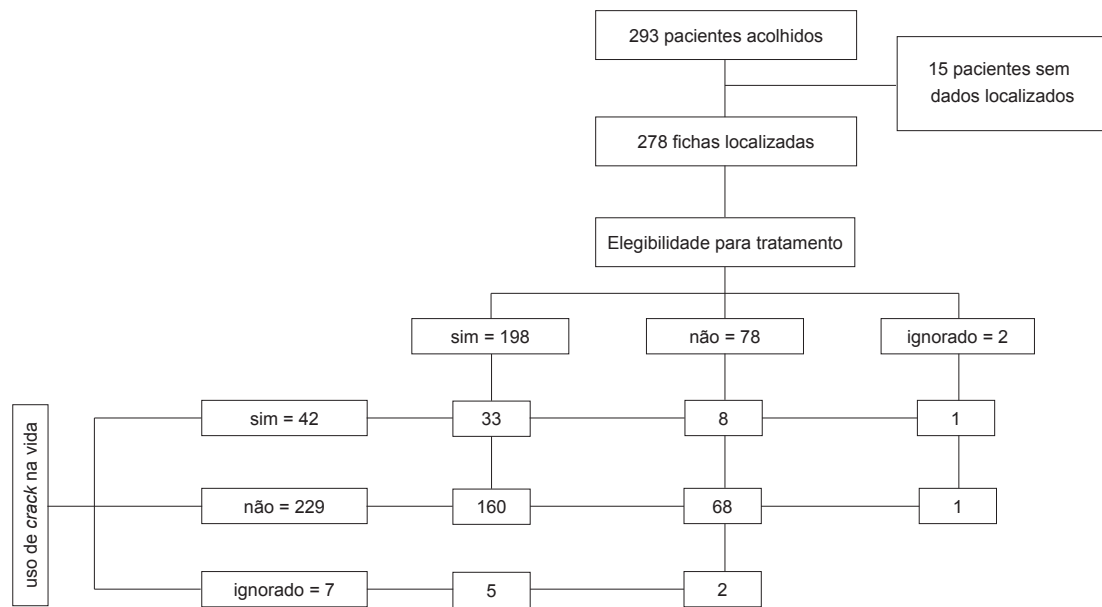 293 pacientes acolhidos
15 pacientes sem
dados localizados
278 fichas localizadas
Elegibilidade para tratamento
sim = 198
não = 78
ignorado = 2
uso de crack na vida
sim = 42
33
8
1
não = 229
160
68
1
ignorado = 7
5
2